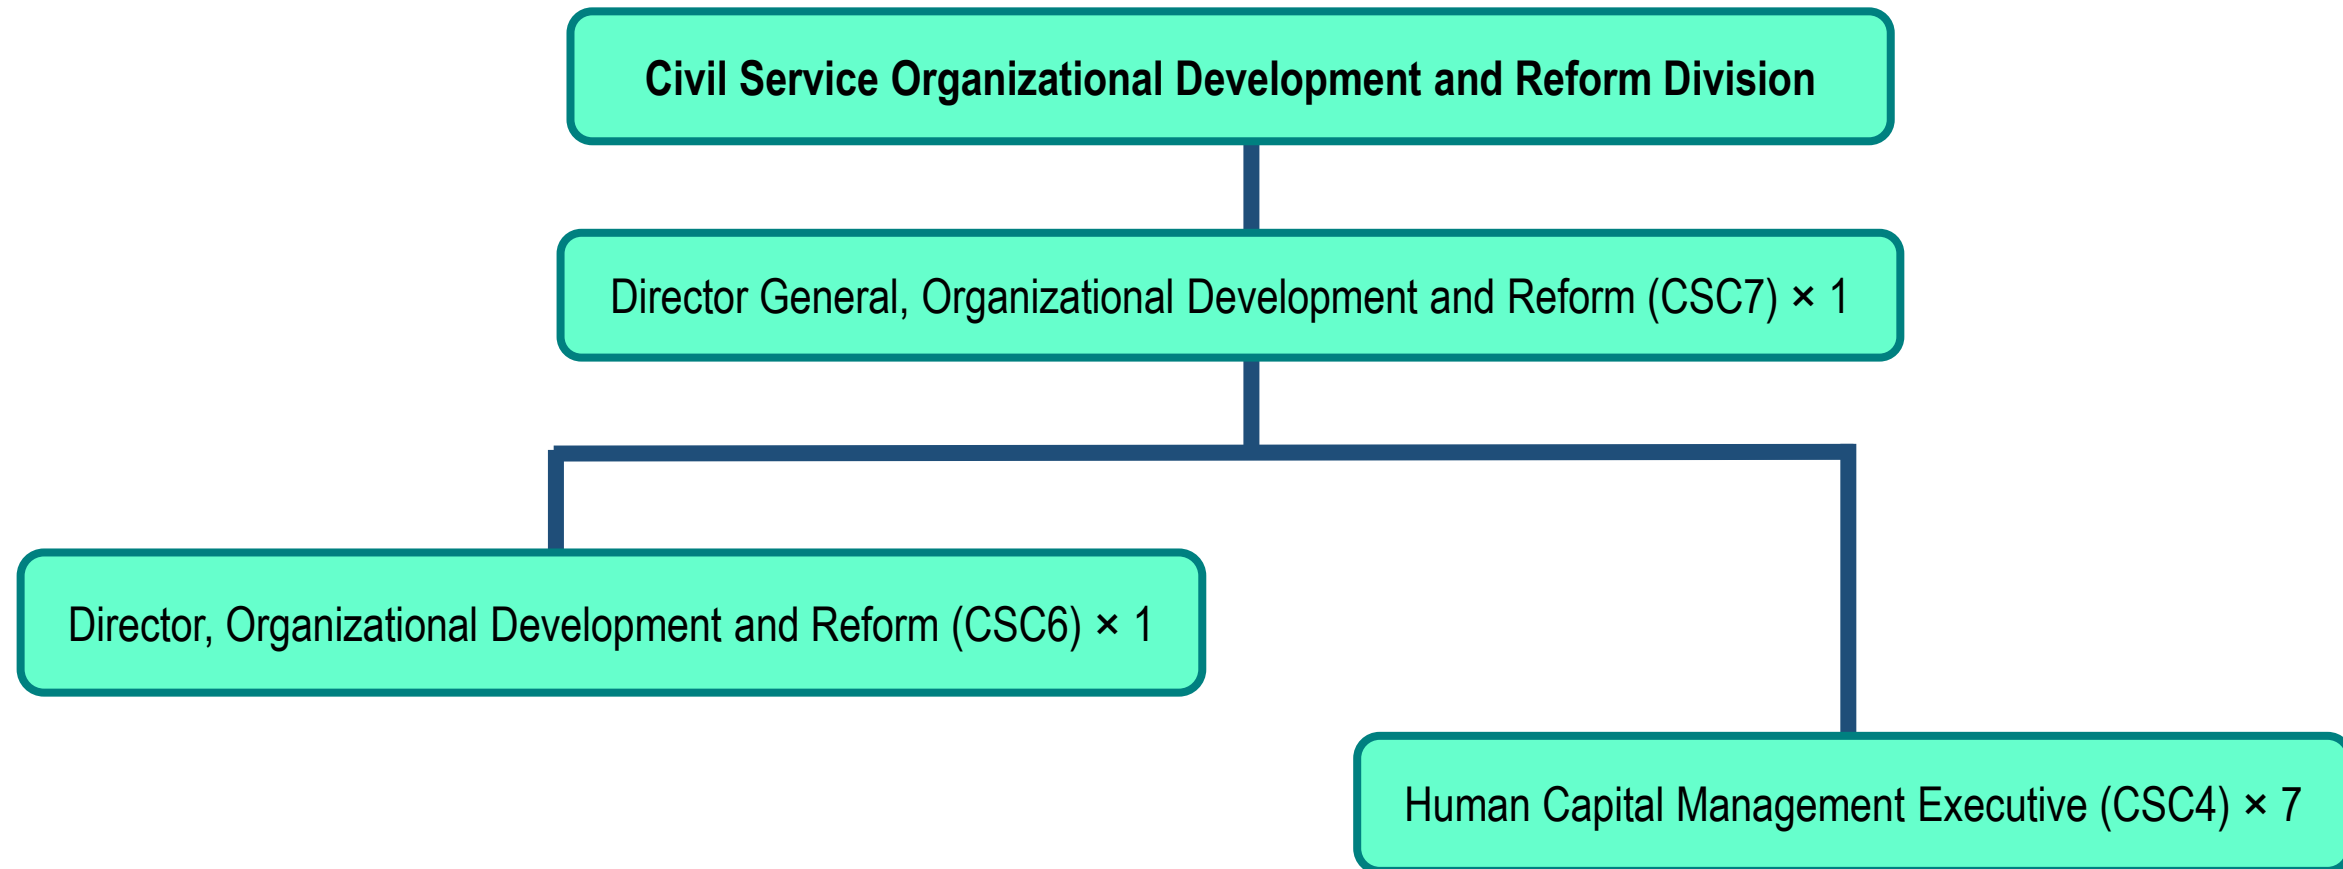 Civil Service Organizational Development and Reform Division
Director General, Organizational Development and Reform (CSC7) × 1
Director, Organizational Development and Reform (CSC6) × 1
Human Capital Management Executive (CSC4) × 7